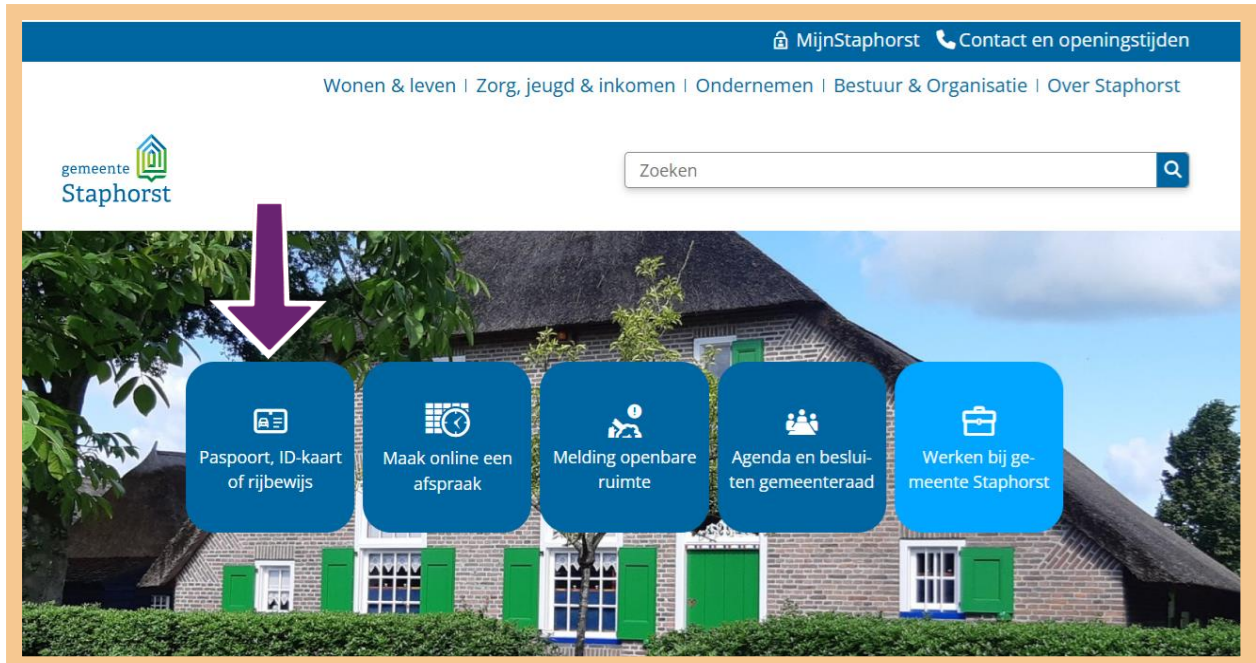 MijnStaphorst Contact en openingstijden
Wonen & leven | Zorg, jeugd & inkomen | Ondernemen | Bestuur & Organisatie | Over Staphorst
gemeente
Staphorst
Zoeken
Paspoort, ID-kaart
of rijbewijs
Maak online een
afspraak
Melding openbare
ruimte
Agenda en beslui-
ten gemeenteraad
Werken bij ge-
meente Staphorst